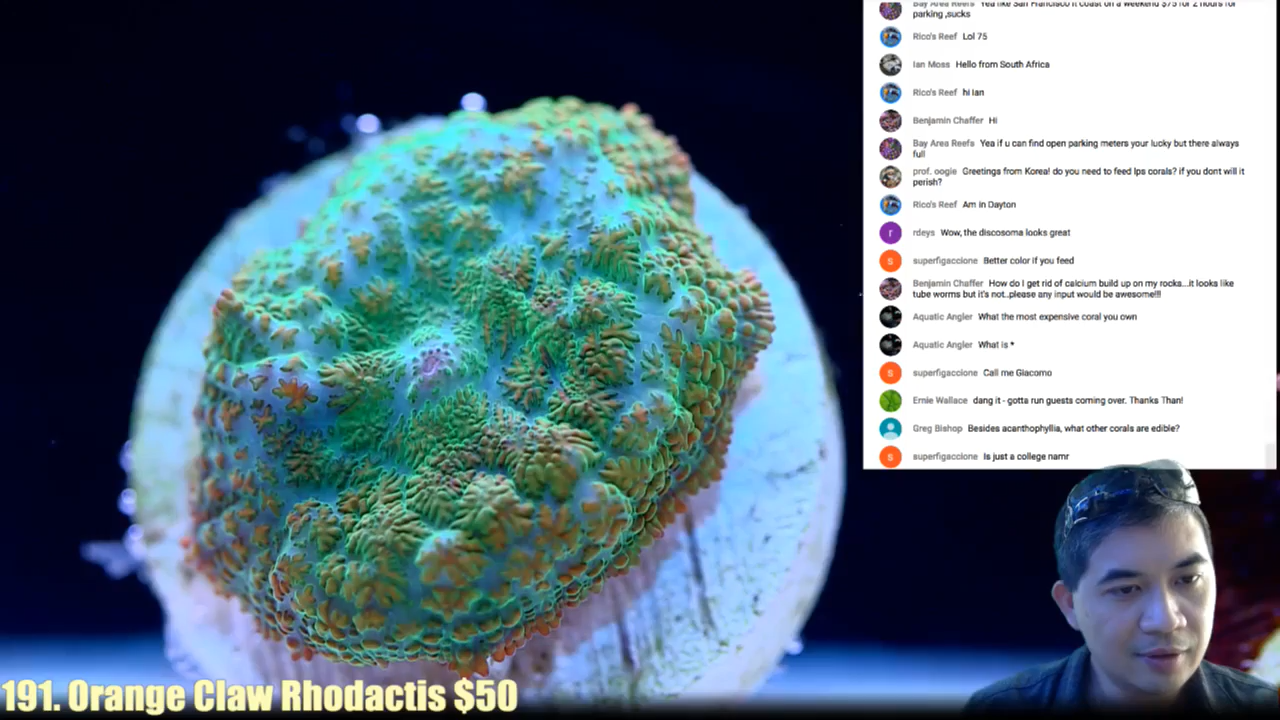 Bay Area Reefs Yea like San Francisco it coast on a weekend $75 for 2 hours for
parking ,sucks
Rico's Reef Lol 75
Ian Moss Hello from South Africa
Rico's Reef hi ian
Benjamin Chaffer Hi
Bay Area Reefs Yea if u can find open parking meters your lucky but there always
full
prof. oogie Greetings from Korea! do you need to feed lps corals? if you dont will it
perish?
Rico's Reef Am in Dayton
r
rdeys Wow, the discosoma looks great
S
superfigaccione Better color if you feed
Benjamin Chaffer How do I get rid of calcium build up on my rocks...it looks like
tube worms but it's not..please any input would be awesome!!!
Aquatic Angler What the most expensive coral you own
Aquatic Angler What is *
S
superfigaccione Call me Giacomo
Ernie Wallace dang it - gotta run guests coming over. Thanks Than!
Greg Bishop Besides acanthophyllia, what other corals are edible?
S
superfigaccione Is just a college namr
191. Orange Claw Rhodactis $50